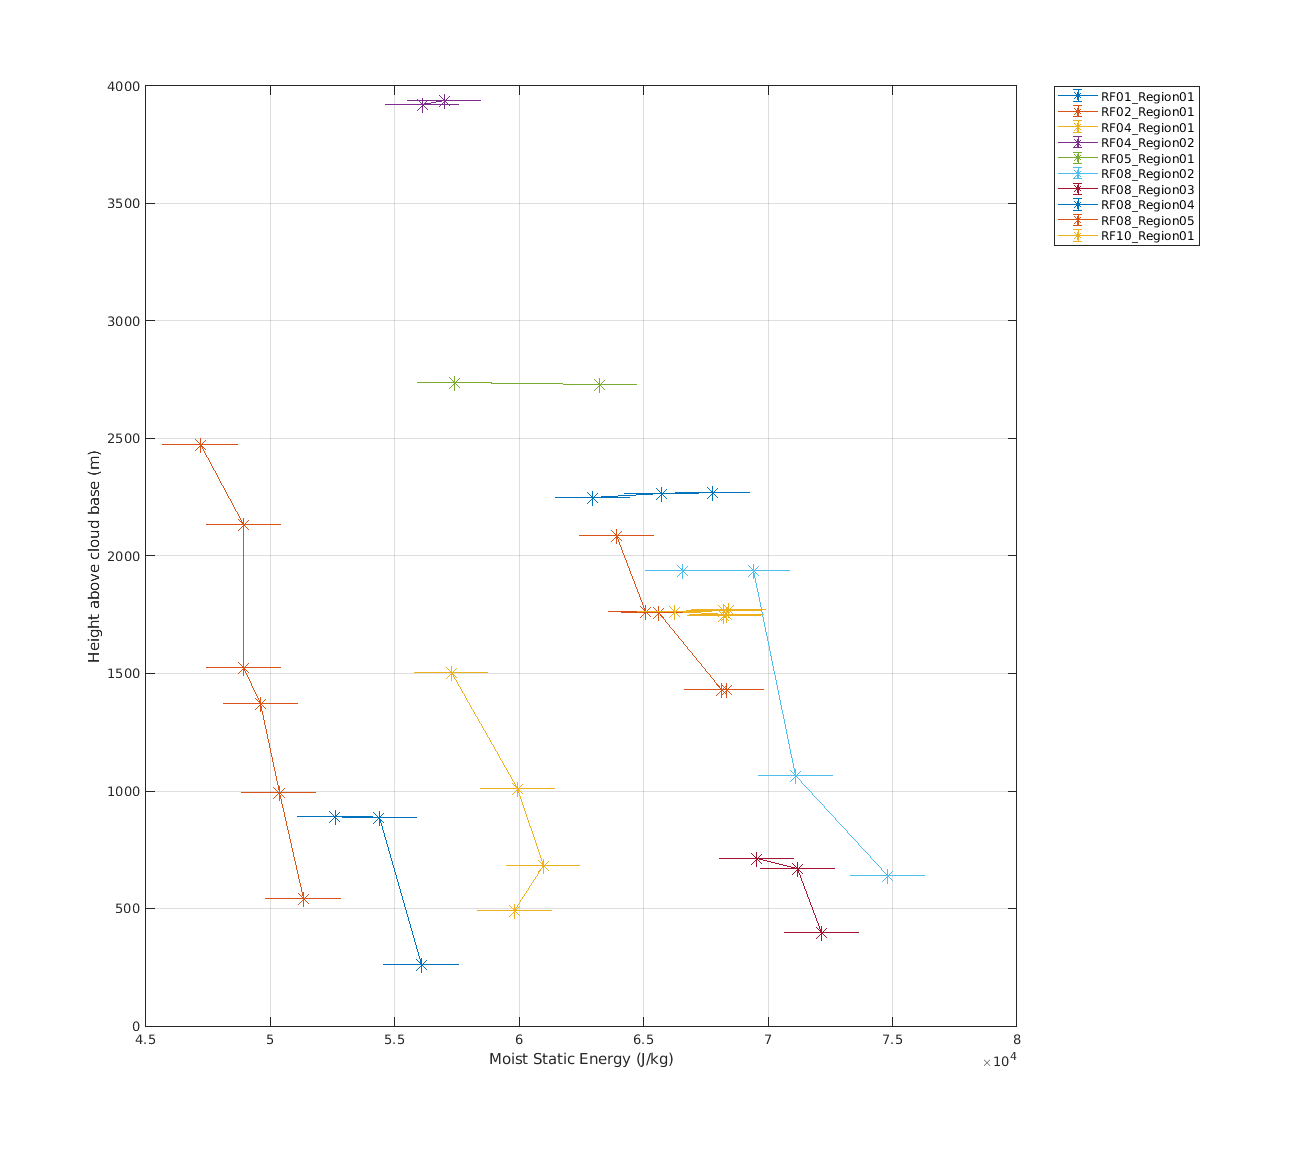 4000
3500
3000
2500
2000
1500
1000
500
0
Height above cloud base (m)
4.5 5 5.5 6 6.5 7 7.5 8
Moist Static Energy (J/kg)
×10^4
RF01_Region01
RF02_Region01
RF04_Region01
RF04_Region02
RF05_Region01
RF08_Region02
RF08_Region03
RF08_Region04
RF08_Region05
RF10_Region01